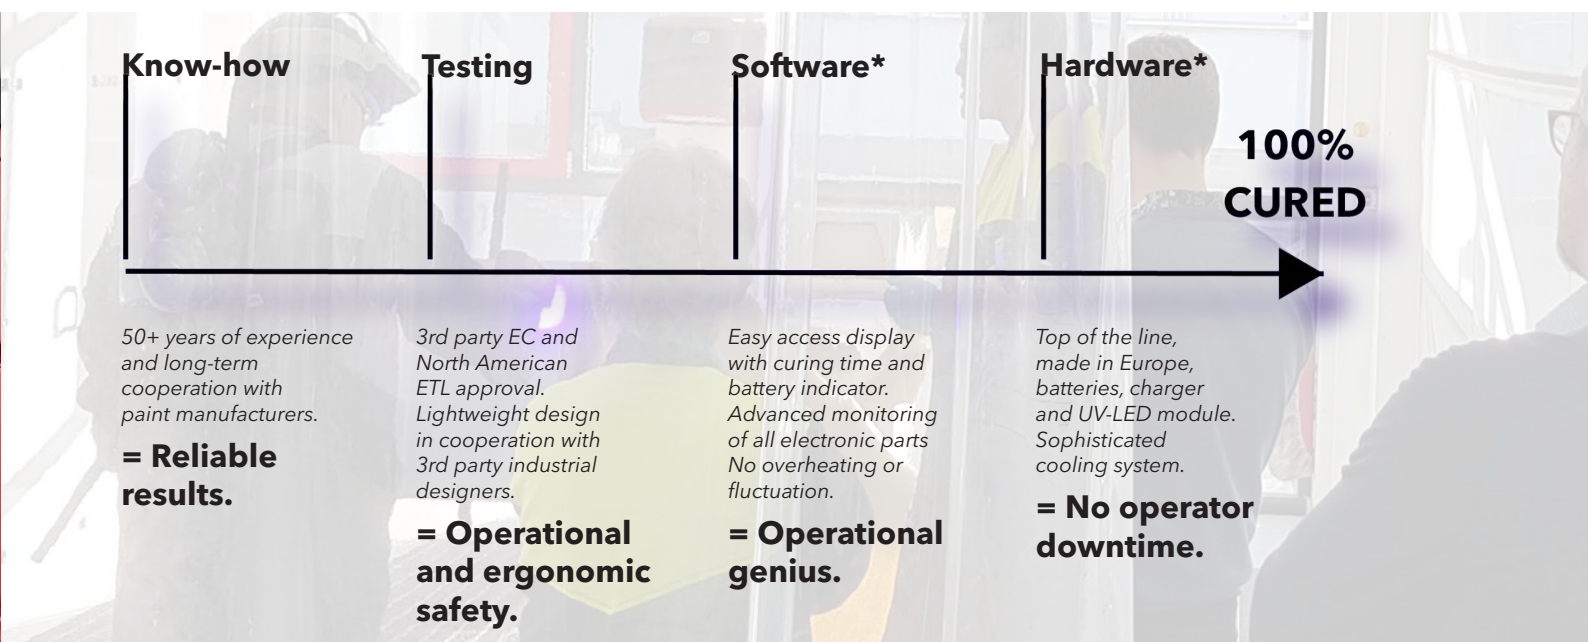 Know-how
Testing
Software*
Hardware*
100%
CURED
50+ years of experience
and long-term
cooperation with
paint manufacturers.
= Reliable
results.
3rd party EC and
North American
ETL approval.
Lightweight design
in cooperation with
3rd party industrial
designers.
= Operational
and ergonomic
safety.
Easy access display
with curing time and
battery indicator.
Advanced monitoring
of all electronic parts
No overheating or
fluctuation.
= Operational
genius.
Top of the line,
made in Europe,
batteries, charger
and UV-LED module.
Sophisticated
cooling system.
= No operator
downtime.